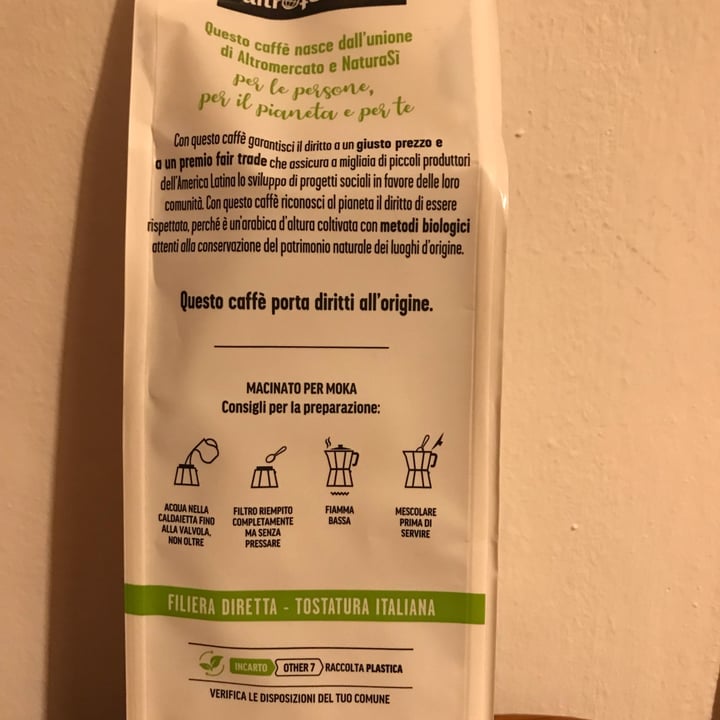 Questo caffè nasce dall'unione
di Altromercato e NaturaSì
per le persone,
per il pianeta e per te
Con questo caffè garantisci il diritto a un giusto prezzo e
a un premio fair trade che assicura a migliaia di piccoli produttori
dell'America Latina lo sviluppo di progetti sociali in favore delle loro
comunità. Con questo caffè riconosci al pianeta il diritto di essere
rispettato, perché è un'arabica d'altura coltivata con metodi biologici
attenti alla conservazione del patrimonio naturale dei luoghi d'origine.
Questo caffè porta diritti all'origine.
MACINATO PER MOKA
Consigli per la preparazione:
ACQUA NELLA
CALDAIETTA FINO
ALLA VALVOLA,
NON OLTRE
FILTRO RIEMPITO
COMPLETAMENTE
MA SENZA
PRESSARE
FIAMMA
BASSA
MESCOLARE
PRIMA DI
SERVIRE
FILIERA DIRETTA - TOSTATURA ITALIANA
INCARTO OTHER 7 RACCOLTA PLASTICA
VERIFICA LE DISPOSIZIONI DEL TUO COMUNE